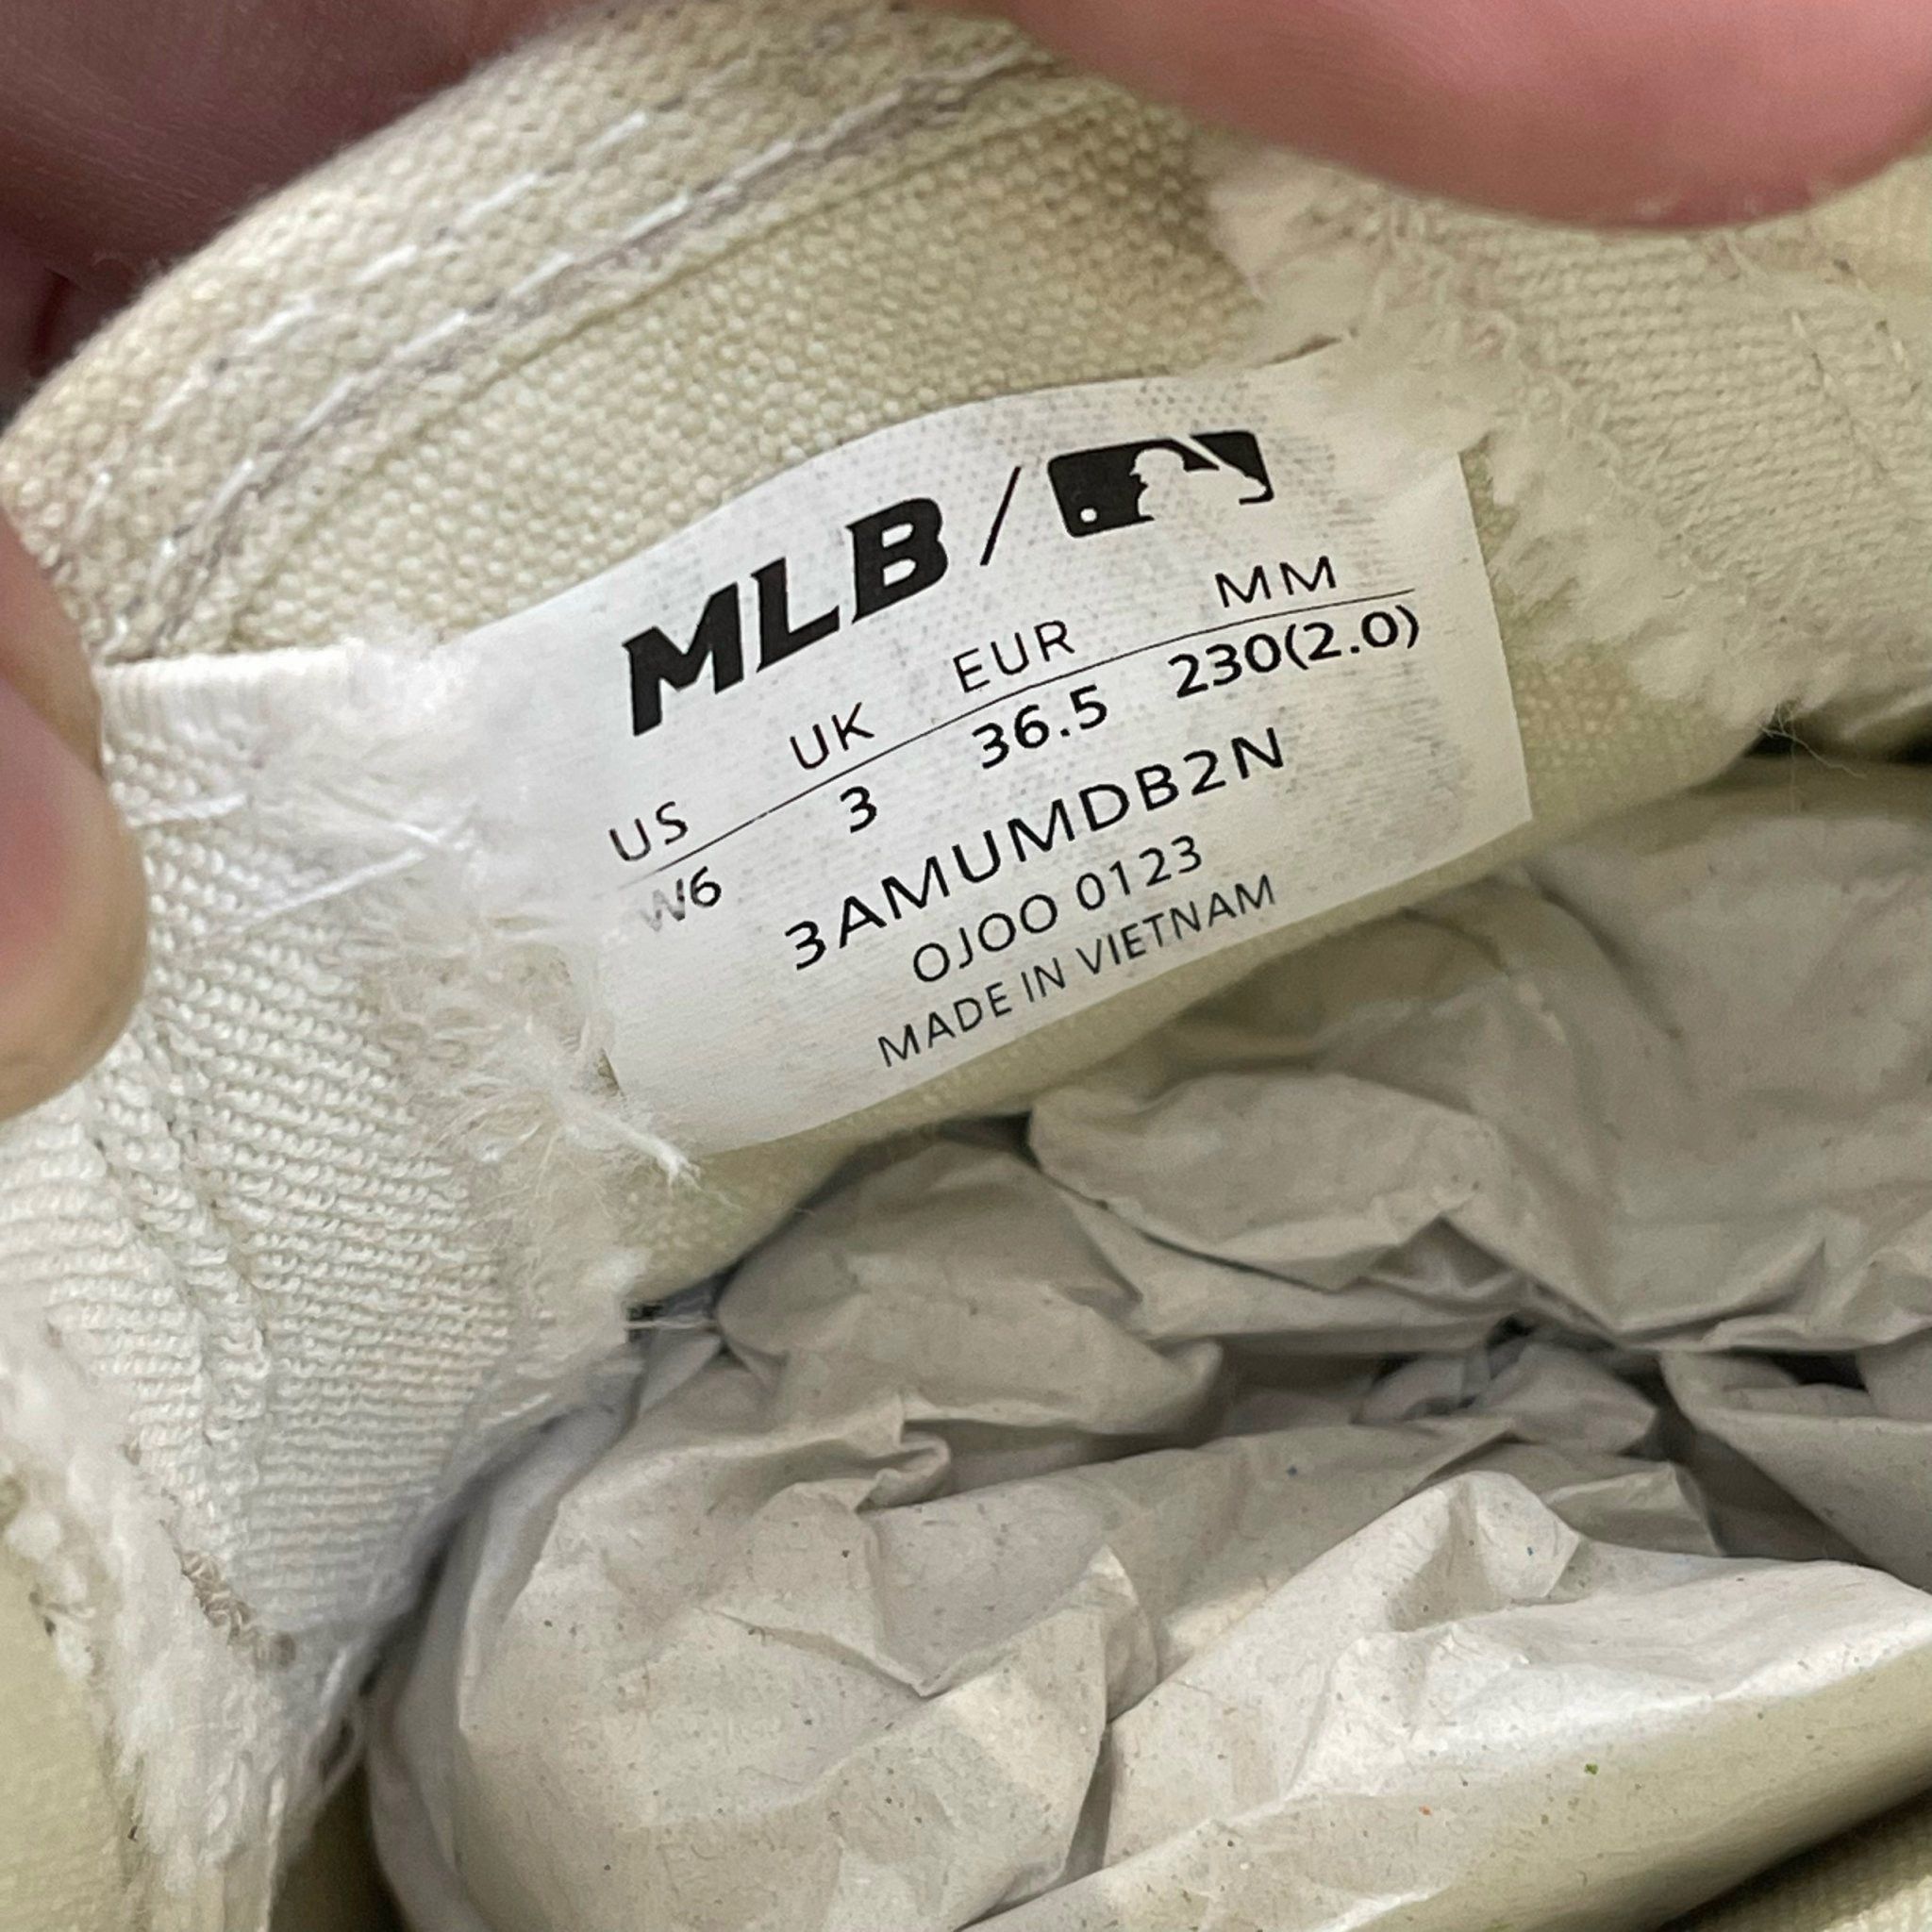 MLB/
US UK EUR MM
W6 3 36.5 230(2.0)
3AMUMDB2N
OJOO 0123
MADE IN VIETNAM